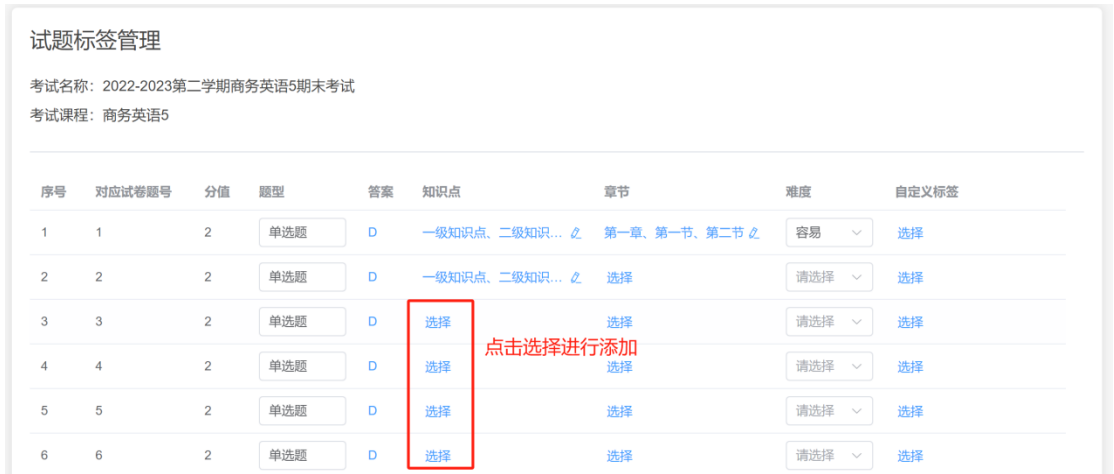 试题标签管理
考试名称：2022-2023第二学期商务英语5期末考试
考试课程：商务英语5
序号 对应试卷题号 分值 题型 答案 知识点 章节 难度 自定义标签
1 1 2 单选题 D 一级知识点、二级知识... 第一章、第一节、第二节 容易 选择
2 2 2 单选题 D 一级知识点、二级知识... 选择 请选择 选择
3 3 2 单选题 D 选择 选择 请选择 选择
点击选择进行添加
4 4 2 单选题 D 选择 选择 请选择 选择
5 5 2 单选题 D 选择 选择 请选择 选择
6 6 2 单选题 D 选择 选择 请选择 选择